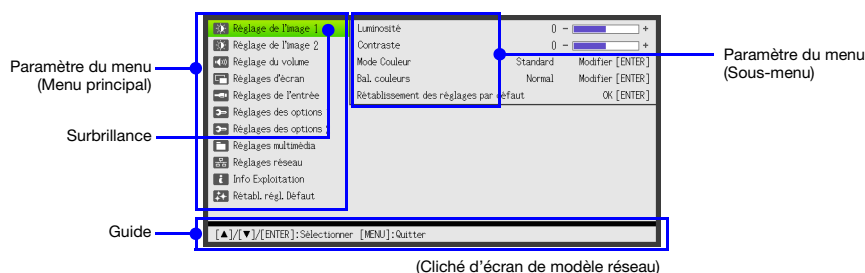 Réglage de l'image 1
Réglage de l'image 2
Réglage du volume
Réglages d'écran
Réglages de l'entrée
Réglages des options
Réglages des options
Réglages multimédia
Réglages réseau
Info Exploitation
Rétabl. régl. Défaut
Luminosité 0 - +
Contraste 0 - +
Mode Couleur Standard Modifier [ENTER]
Bal. couleurs Normal Modifier [ENTER]
Rétablissement des réglages par défaut OK [ENTER]
Paramètre du menu
(Menu principal)
Surbrillance
Paramètre du menu
(Sous-menu)
Guide
[▲]/[▼]/[ENTER]:Sélectionner [MENU]:Quitter
(Cliché d'écran de modèle réseau)